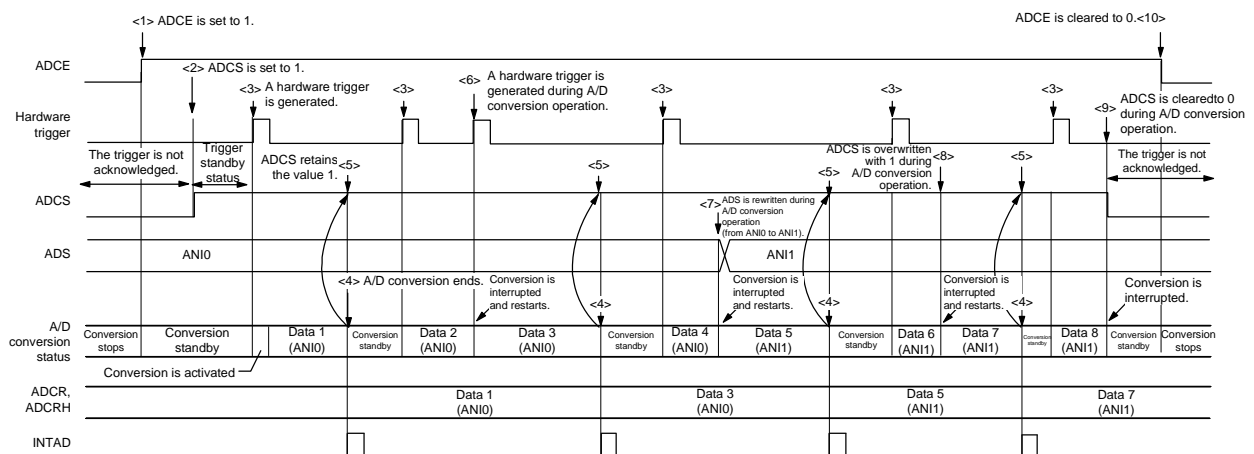 <1> ADCE is set to 1.
ADCE is cleared to 0.<10>
ADCE
<2> ADCS is set to 1.
<3> A hardware trigger
is generated.
<3>
<6> A hardware trigger is
generated during A/D
conversion operation.
<3>
<3>
<3>
<9> ADCS is clearedto 0
during A/D conversion
operation.
Hardware
trigger
The trigger is not
acknowledged.
Trigger
standby
status
ADCS retains
the value 1.
<5>
<5>
ADCS is overwritten
with 1 during
A/D conversion
operation.
<5>
<8>
<5>
The trigger is not
acknowledged.
ADCS
<7> ADS is rewritten during
A/D conversion
operation
(from ANI0 to ANI1).
ADS
ANI0
ANI1
<4> A/D conversion ends.
Conversion is
interrupted
and restarts.
<4>
Conversion is
interrupted
and restarts.
<4>
Conversion is
interrupted
and restarts.
<4>
Conversion is
interrupted.
A/D
conversion
status
Conversion
stops
Conversion
standby
Data 1
(ANI0)
Conversion
standby
Data 2
(ANI0)
Data 3
(ANI0)
Conversion
standby
Data 4
(ANI0)
Data 5
(ANI1)
Conversion
standby
Data 6
(ANI1)
Data 7
(ANI1)
Conversion
standby
Data 8
(ANI1)
Conversion
standby
Conversion
stops
Conversion is activated
ADCR,
ADCRH
Data 1
(ANI0)
Data 3
(ANI0)
Data 5
(ANI1)
Data 7
(ANI1)
INTAD